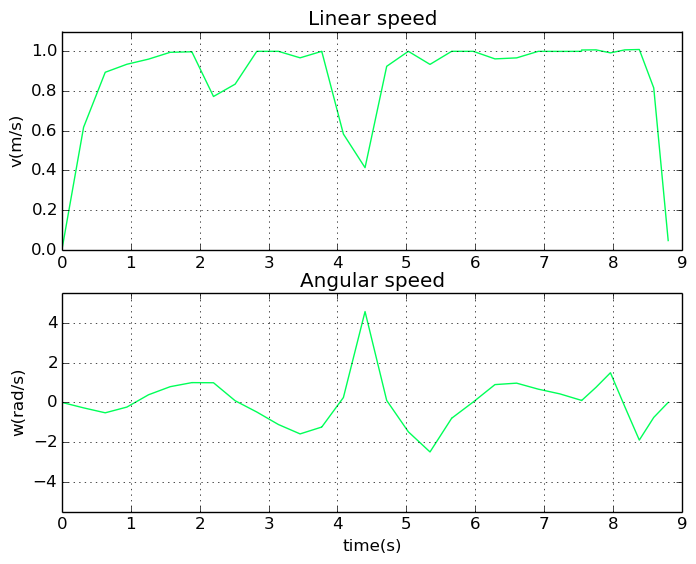 Linear speed
v(m/s)
1.0
0.8
0.6
0.4
0.2
0.0
0 1 2 3 4 5 6 7 8 9
Angular speed
w(rad/s)
4
2
0
−2
−4
0 1 2 3 4 5 6 7 8 9
time(s)